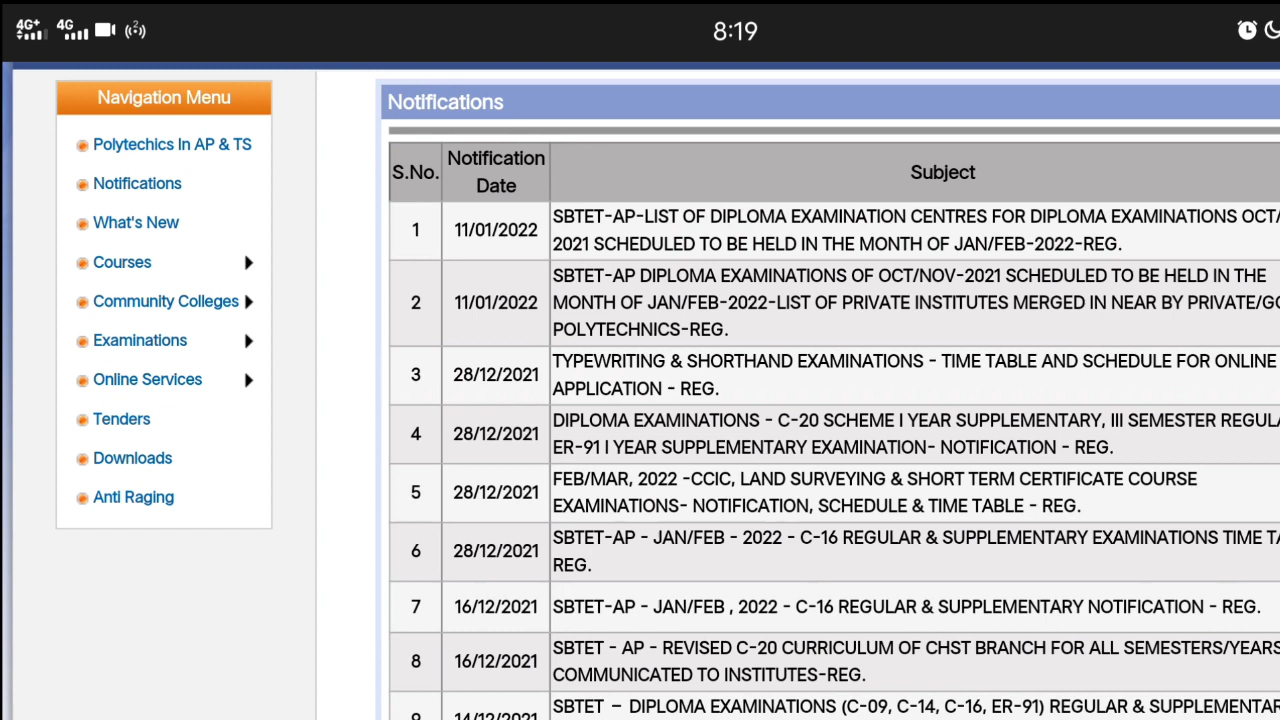 4G+ 4G 2
8:19
Navigation Menu
Polytechics In AP & TS
Notifications
What's New
Courses
Community Colleges
Examinations
Online Services
Tenders
Downloads
Anti Raging
Notifications
S.No. Notification Date Subject
1 11/01/2022 SBTET-AP-LIST OF DIPLOMA EXAMINATION CENTRES FOR DIPLOMA EXAMINATIONS OCT/
2021 SCHEDULED TO BE HELD IN THE MONTH OF JAN/FEB-2022-REG.
2 11/01/2022 SBTET-AP DIPLOMA EXAMINATIONS OF OCT/NOV-2021 SCHEDULED TO BE HELD IN THE
MONTH OF JAN/FEB-2022-LIST OF PRIVATE INSTITUTES MERGED IN NEAR BY PRIVATE/
POLYTECHNICS-REG.
3 28/12/2021 TYPEWRITING & SHORTHAND EXAMINATIONS - TIME TABLE AND SCHEDULE FOR ONLINE
APPLICATION - REG.
4 28/12/2021 DIPLOMA EXAMINATIONS - C-20 SCHEME I YEAR SUPPLEMENTARY, III SEMESTER
ER-91 I YEAR SUPPLEMENTARY EXAMINATION- NOTIFICATION - REG.
5 28/12/2021 FEB/MAR, 2022 -CCIC, LAND SURVEYING & SHORT TERM CERTIFICATE COURSE
EXAMINATIONS- NOTIFICATION, SCHEDULE & TIME TABLE - REG.
6 28/12/2021 SBTET-AP - JAN/FEB - 2022 - C-16 REGULAR & SUPPLEMENTARY EXAMINATIONS TIME
REG.
7 16/12/2021 SBTET-AP - JAN/FEB , 2022 - C-16 REGULAR & SUPPLEMENTARY NOTIFICATION - REG.
8 16/12/2021 SBTET - AP - REVISED C-20 CURRICULUM OF CHST BRANCH FOR ALL SEMESTERS/YEARS
COMMUNICATED TO INSTITUTES-REG.
9 14/12/2021 SBTET – DIPLOMA EXAMINATIONS (C-09, C-14, C-16, ER-91) REGULAR &